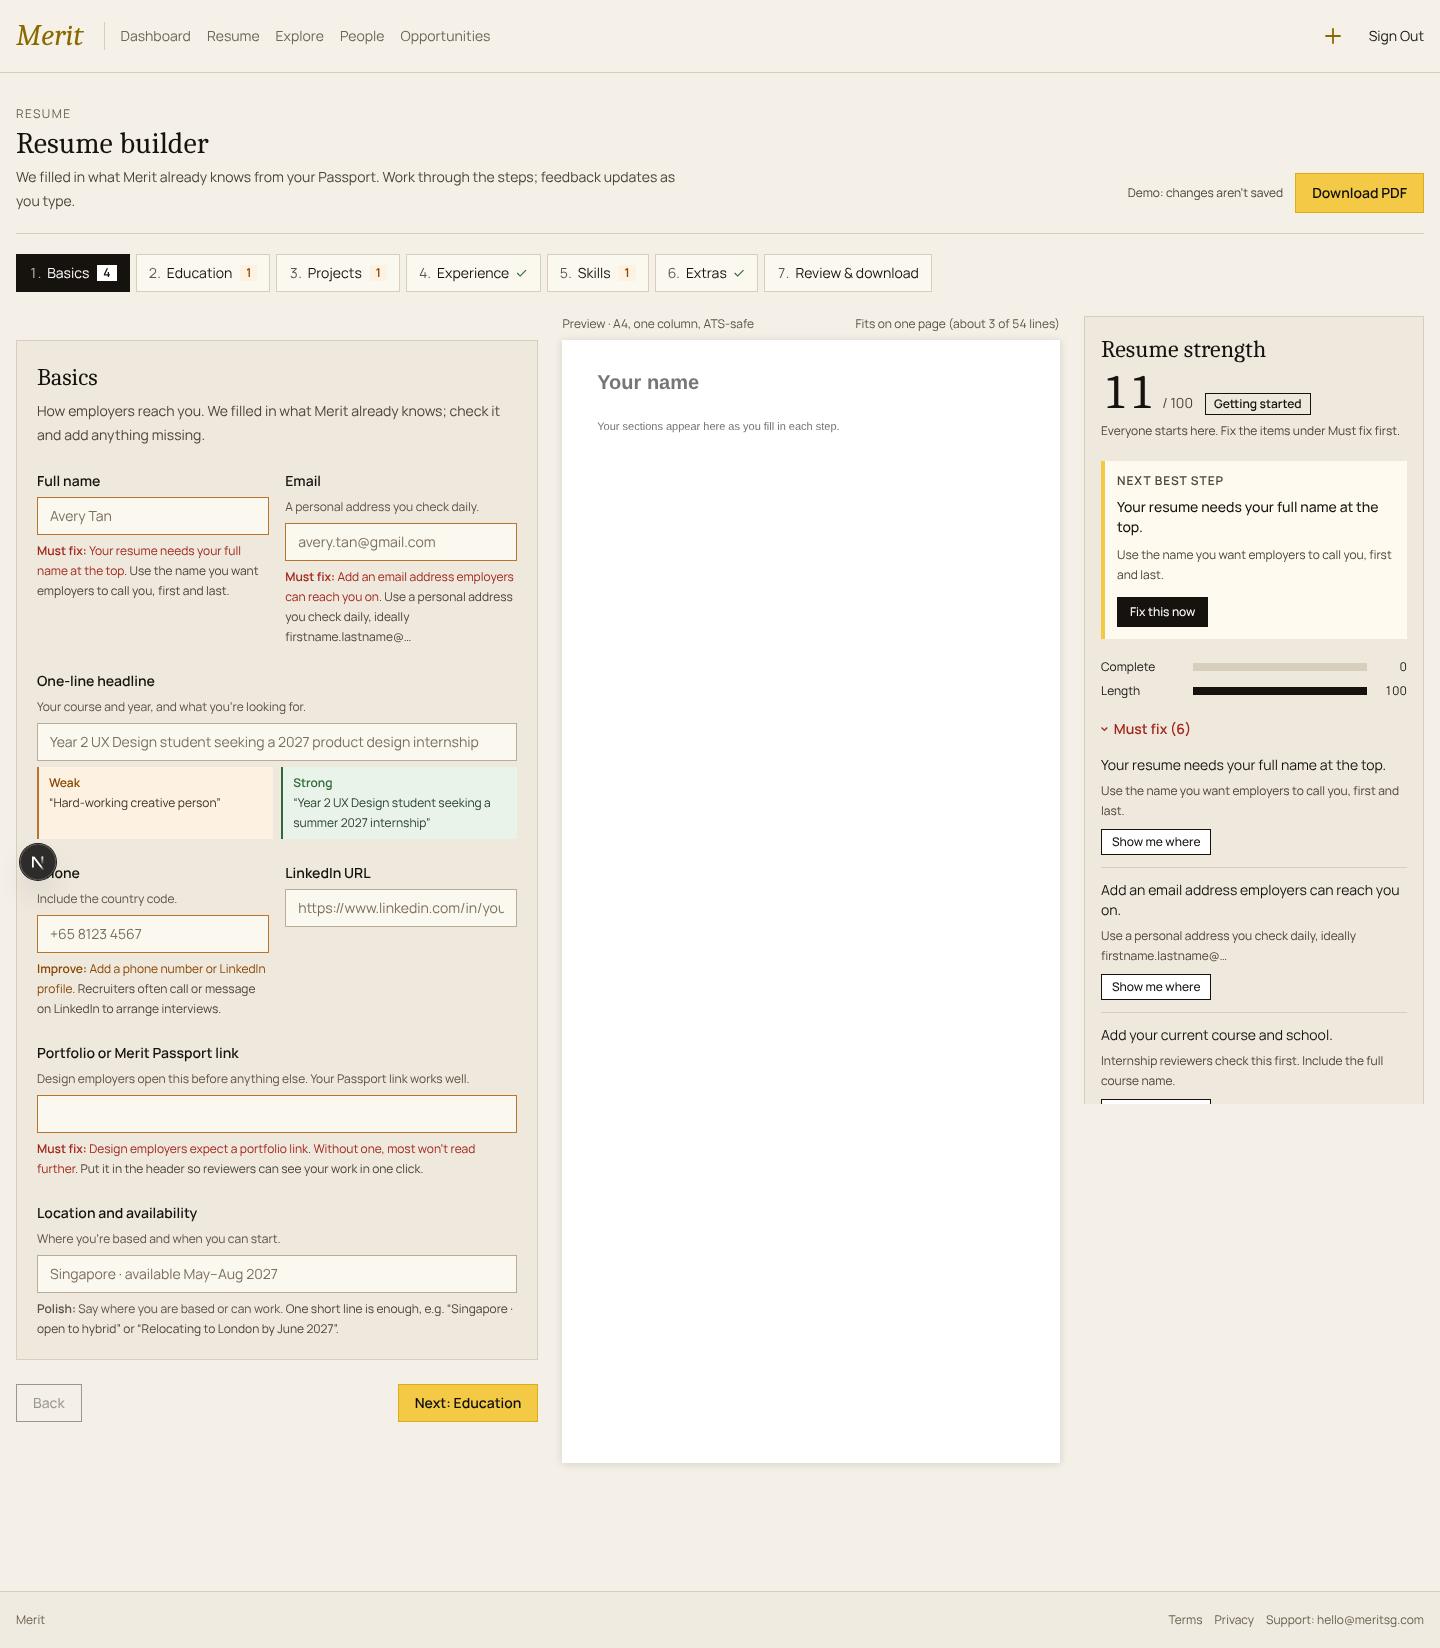 Merit
Dashboard Resume Explore People Opportunities
+ Sign Out
RESUME
Resume builder
We filled in what Merit already knows from your Passport. Work through the steps; feedback updates as
you type.
Demo: changes aren't saved
Download PDF
1. Basics 4
2. Education 1
3. Projects 1
4. Experience ✓
5. Skills 1
6. Extras ✓
7. Review & download
Basics
How employers reach you. We filled in what Merit already knows; check it
and add anything missing.
Full name
Avery Tan
Must fix: Your resume needs your full
name at the top. Use the name you want
employers to call you, first and last.
Email
A personal address you check daily.
avery.tan@gmail.com
Must fix: Add an email address employers
can reach you on. Use a personal address
you check daily, ideally
firstname.lastname@…
One-line headline
Your course and year, and what you're looking for.
Year 2 UX Design student seeking a 2027 product design internship
Weak
“Hard-working creative person”
Strong
“Year 2 UX Design student seeking a
summer 2027 internship”
N
one
Include the country code.
+65 8123 4567
Improve: Add a phone number or LinkedIn
profile. Recruiters often call or message
on LinkedIn to arrange interviews.
LinkedIn URL
https://www.linkedin.com/in/you
Portfolio or Merit Passport link
Design employers open this before anything else. Your Passport link works well.
Must fix: Design employers expect a portfolio link. Without one, most won't read
further. Put it in the header so reviewers can see your work in one click.
Location and availability
Where you're based and when you can start.
Singapore · available May–Aug 2027
Polish: Say where you are based or can work. One short line is enough, e.g. “Singapore ·
open to hybrid” or “Relocating to London by June 2027”.
Back
Next: Education
Preview · A4, one column, ATS-safe
Fits on one page (about 3 of 54 lines)
Your name
Your sections appear here as you fill in each step.
Resume strength
11 / 100 Getting started
Everyone starts here. Fix the items under Must fix first.
NEXT BEST STEP
Your resume needs your full name at the
top.
Use the name you want employers to call you, first
and last.
Fix this now
Complete 0
Length 100
Must fix (6)
Your resume needs your full name at the top.
Use the name you want employers to call you, first and
last.
Show me where
Add an email address employers can reach you
on.
Use a personal address you check daily, ideally
firstname.lastname@…
Show me where
Add your current course and school.
Internship reviewers check this first. Include the full
course name.
Merit
Terms Privacy Support: hello@meritsg.com